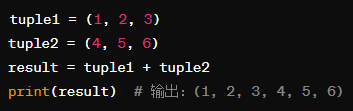 tuple1 = (1, 2, 3)
tuple2 = (4, 5, 6)
result = tuple1 + tuple2
print(result)  # 输出：(1, 2, 3, 4, 5, 6)